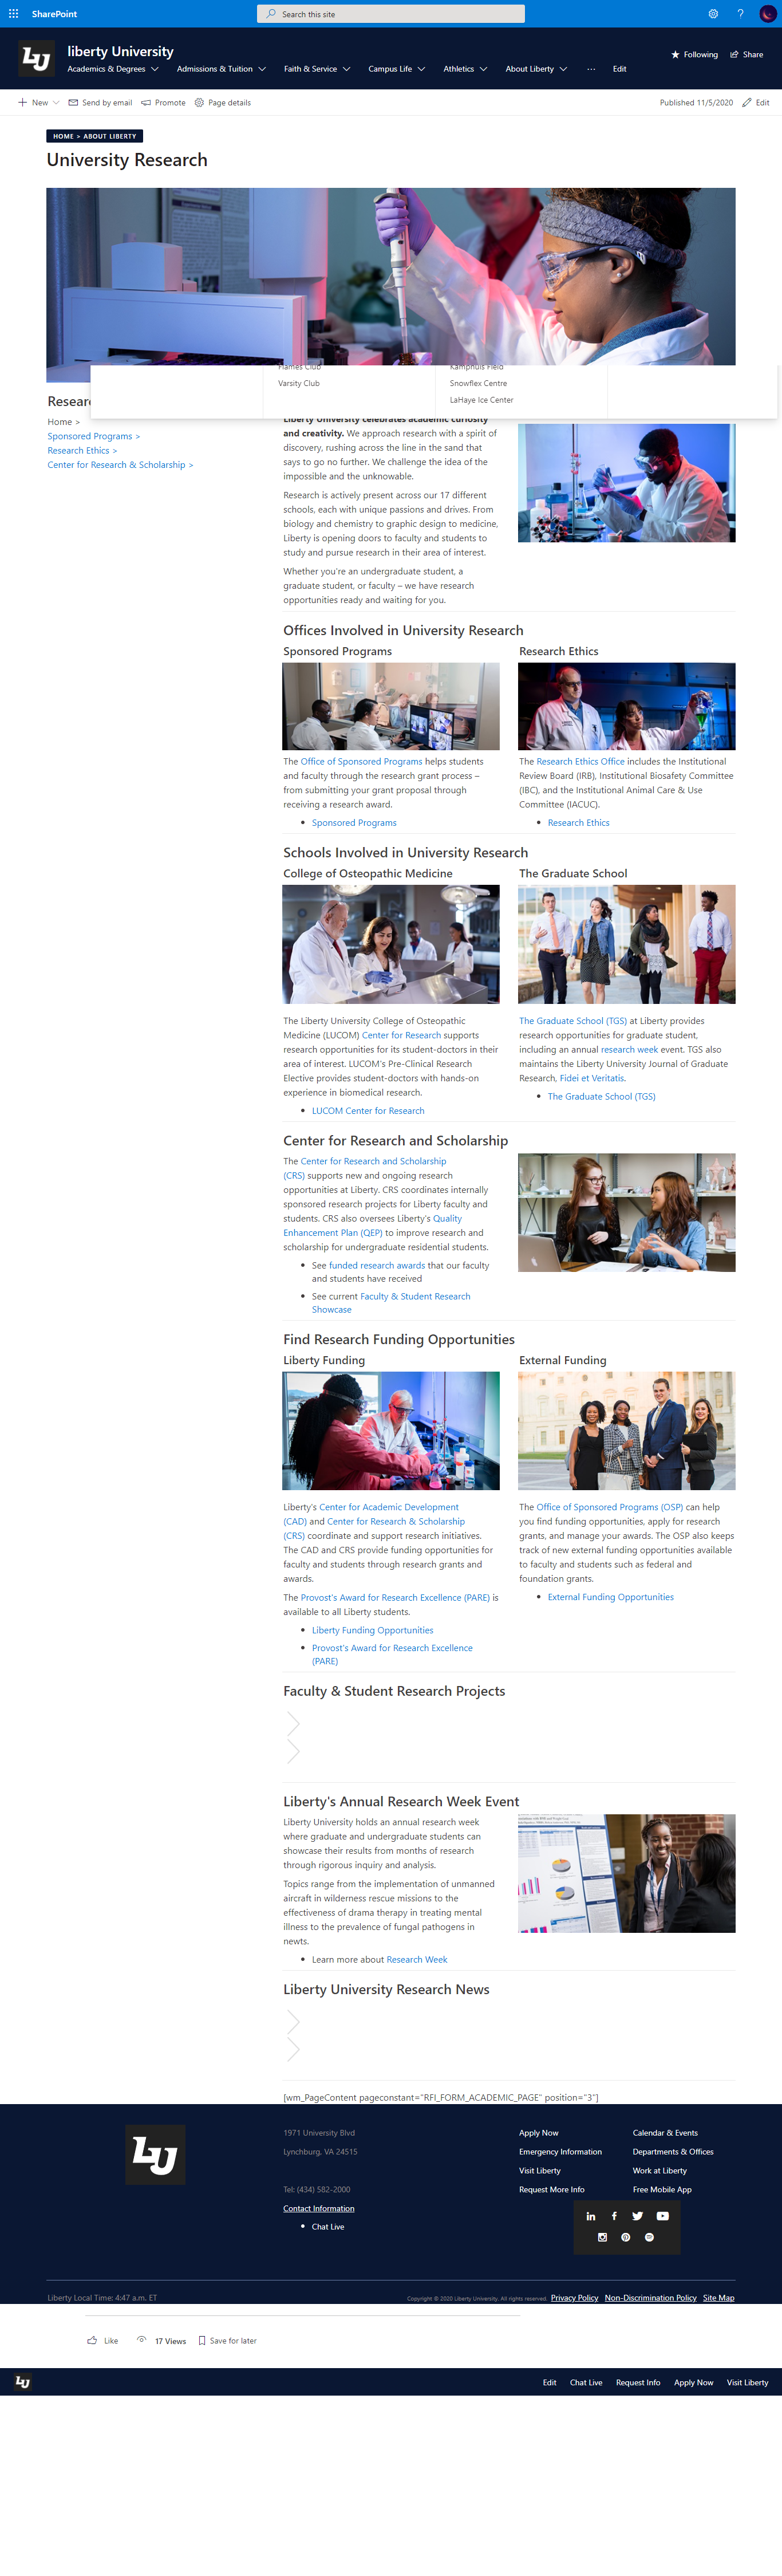 SharePoint
Search this site
?
LU
liberty University
Academics & Degrees
Admissions & Tuition
Faith & Service
Campus Life
Athletics
About Liberty
...
Edit
Following
Share
New
Send by email
Promote
Page details
Published 11/5/2020
Edit
HOME > ABOUT LIBERTY
University Research
Flames Club
Varsity Club
Kamphuis Field
Snowflex Centre
LaHaye Ice Center
Resear
Home >
Sponsored Programs >
Research Ethics >
Center for Research & Scholarship >
Liberty University celebrates academic curiosity
and creativity. We approach research with a spirit of
discovery, rushing across the line in the sand that
says to go no further. We challenge the idea of the
impossible and the unknowable.
Research is actively present across our 17 different
schools, each with unique passions and drives. From
biology and chemistry to graphic design to medicine,
Liberty is opening doors to faculty and students to
study and pursue research in their area of interest.
Whether you're an undergraduate student, a
graduate student, or faculty – we have research
opportunities ready and waiting for you.
Offices Involved in University Research
Sponsored Programs
The Office of Sponsored Programs helps students
and faculty through the research grant process –
from submitting your grant proposal through
receiving a research award.
Sponsored Programs
Research Ethics
The Research Ethics Office includes the Institutional
Review Board (IRB), Institutional Biosafety Committee
(IBC), and the Institutional Animal Care & Use
Committee (IACUC).
Research Ethics
Schools Involved in University Research
College of Osteopathic Medicine
The Liberty University College of Osteopathic
Medicine (LUCOM) Center for Research supports
research opportunities for its student-doctors in their
area of interest. LUCOM's Pre-Clinical Research
Elective provides student-doctors with hands-on
experience in biomedical research.
LUCOM Center for Research
The Graduate School
The Graduate School (TGS) at Liberty provides
research opportunities for graduate student,
including an annual research week event. TGS also
maintains the Liberty University Journal of Graduate
Research, Fidei et Veritatis.
The Graduate School (TGS)
Center for Research and Scholarship
The Center for Research and Scholarship
(CRS) supports new and ongoing research
opportunities at Liberty. CRS coordinates internally
sponsored research projects for Liberty faculty and
students. CRS also oversees Liberty's Quality
Enhancement Plan (QEP) to improve research and
scholarship for undergraduate residential students.
See funded research awards that our faculty
and students have received
See current Faculty & Student Research
Showcase
Find Research Funding Opportunities
Liberty Funding
Liberty's Center for Academic Development
(CAD) and Center for Research & Scholarship
(CRS) coordinate and support research initiatives.
The CAD and CRS provide funding opportunities for
faculty and students through research grants and
awards.
The Provost's Award for Research Excellence (PARE) is
available to all Liberty students.
Liberty Funding Opportunities
Provost's Award for Research Excellence
(PARE)
External Funding
The Office of Sponsored Programs (OSP) can help
you find funding opportunities, apply for research
grants, and manage your awards. The OSP also keeps
track of new external funding opportunities available
to faculty and students such as federal and
foundation grants.
External Funding Opportunities
Faculty & Student Research Projects
Liberty's Annual Research Week Event
Liberty University holds an annual research week
where graduate and undergraduate students can
showcase their results from months of research
through rigorous inquiry and analysis.
Topics range from the implementation of unmanned
aircraft in wilderness rescue missions to the
effectiveness of drama therapy in treating mental
illness to the prevalence of fungal pathogens in
newts.
Learn more about Research Week
Liberty University Research News
[wm_PageContent pageconstant="RFI_FORM_ACADEMIC_PAGE" position="3"]
LU
1971 University Blvd
Lynchburg, VA 24515
Tel: (434) 582-2000
Contact Information
Chat Live
Apply Now
Emergency Information
Visit Liberty
Request More Info
Calendar & Events
Departments & Offices
Work at Liberty
Free Mobile App
Liberty Local Time: 4:47 a.m. ET
Copyright © 2020 Liberty University. All rights reserved.
Privacy Policy
Non-Discrimination Policy
Site Map
Like
17 Views
Save for later
LU
Edit
Chat Live
Request Info
Apply Now
Visit Liberty